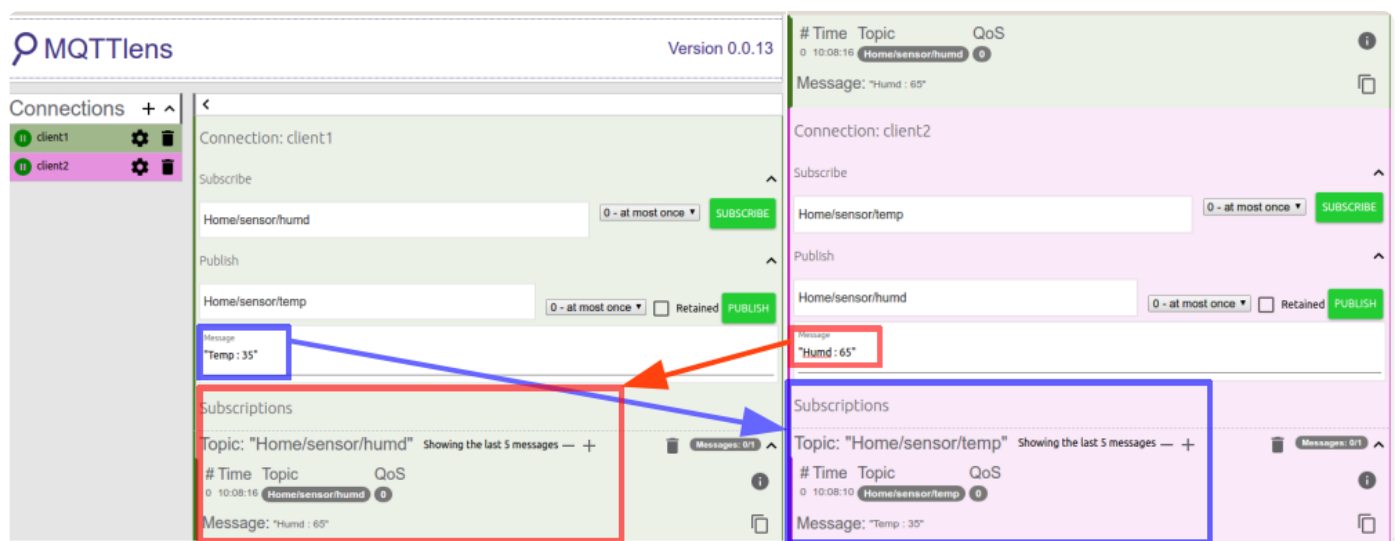 MQTTlens
Version 0.0.13
Connections
client1
client2
Connection: client1
Subscribe
Home/sensor/humd
0 - at most once
SUBSCRIBE
Publish
Home/sensor/temp
0 - at most once
Retained
PUBLISH
Message
"Temp : 35"
Subscriptions
Topic: "Home/sensor/humd" Showing the last 5 messages — +
Messages: 0/1
# Time Topic QoS
0 10:08:16 Home/sensor/humd 0
Message: "Humd : 65"
# Time Topic QoS
0 10:08:16 Home/sensor/humd 0
Message: "Humd : 65"
Connection: client2
Subscribe
Home/sensor/temp
0 - at most once
SUBSCRIBE
Publish
Home/sensor/humd
0 - at most once
Retained
PUBLISH
Message
"Humd : 65"
Subscriptions
Topic: "Home/sensor/temp" Showing the last 5 messages — +
Messages: 0/1
# Time Topic QoS
0 10:08:10 Home/sensor/temp 0
Message: "Temp : 35"